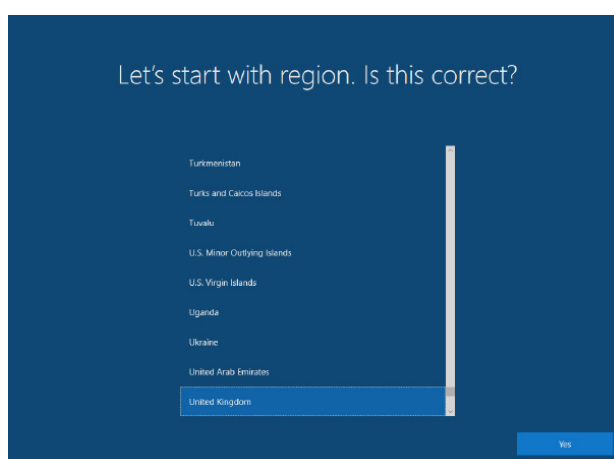 Let's start with region. Is this correct?
Turkmenistan
Turks and Caicos Islands
Tuvalu
U.S. Minor Outlying Islands
U.S. Virgin Islands
Uganda
Ukraine
United Arab Emirates
United Kingdom
Yes